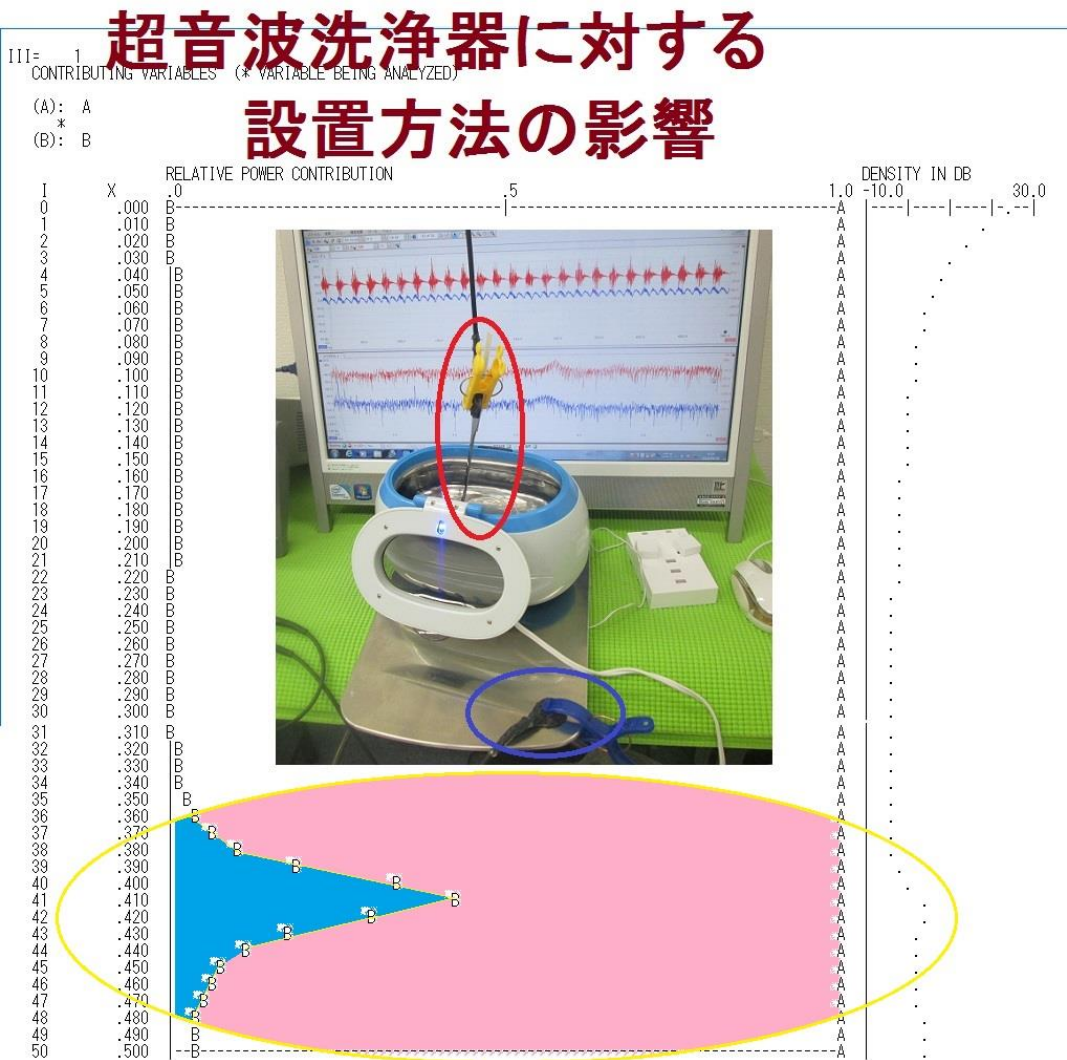 超音波洗浄器に対する
設置方法の影響
III= 1
CONTRIBUTING VARIABLES (* VARIABLE BEING ANALYZED)
(A): A
*
(B): B
RELATIVE POWER CONTRIBUTION DENSITY IN DB
I X .0 .5 1.0 -10.0 30.0
0 .000 B A
1 .010 B A
2 .020 B A
3 .030 B A
4 .040 B A
5 .050 B A
6 .060 B A
7 .070 B A
8 .080 B A
9 .090 B A
10 .100 B A
11 .110 B A
12 .120 B A
13 .130 B A
14 .140 B A
15 .150 B A
16 .160 B A
17 .170 B A
18 .180 B A
19 .190 B A
20 .200 B A
21 .210 B A
22 .220 B A
23 .230 B A
24 .240 B A
25 .250 B A
26 .260 B A
27 .270 B A
28 .280 B A
29 .290 B A
30 .300 B A
31 .310 B A
32 .320 B A
33 .330 B A
34 .340 B A
35 .350 B A
36 .360 B A
37 .370 B A
38 .380 B A
39 .390 B A
40 .400 B A
41 .410 B A
42 .420 B A
43 .430 B A
44 .440 B A
45 .450 B A
46 .460 B A
47 .470 B A
48 .480 B A
49 .490 B A
50 .500 B A